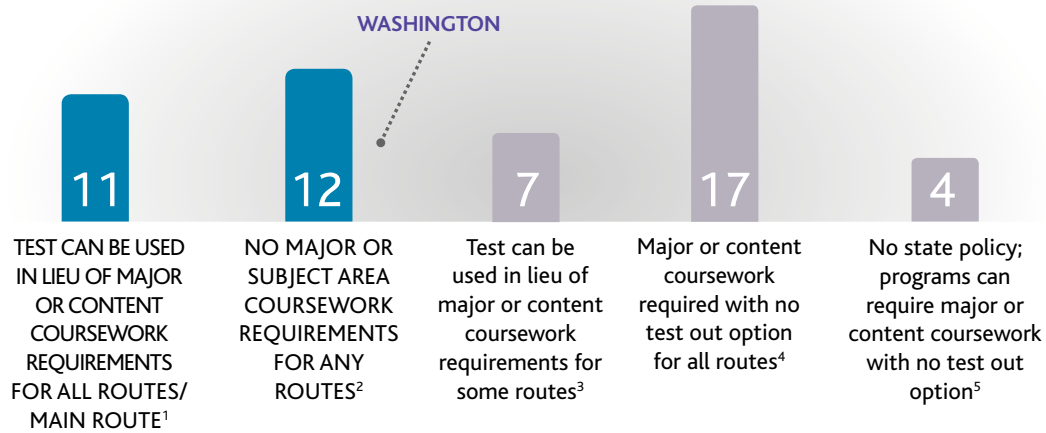 WASHINGTON
11
TEST CAN BE USED
IN LIEU OF MAJOR
OR CONTENT
COURSEWORK
REQUIREMENTS
FOR ALL ROUTES/
MAIN ROUTE¹
12
NO MAJOR OR
SUBJECT AREA
COURSEWORK
REQUIREMENTS
FOR ANY
ROUTES²
7
Test can be
used in lieu of
major or content
coursework
requirements for
some routes³
17
Major or content
coursework
required with no
test out option
for all routes⁴
4
No state policy;
programs can
require major or
content coursework
with no test out
option⁵